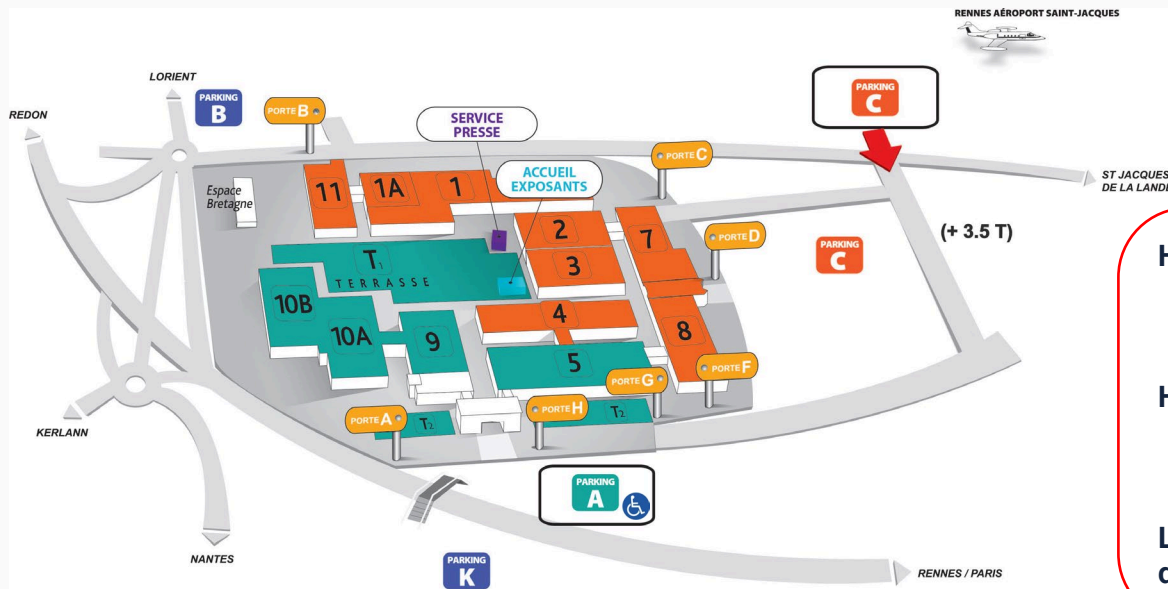 RENNES AÉROPORT SAINT-JACQUES
LORIENT
PARKING
B
PARKING
C
REDON
PORTE B
SERVICE
PRESSE
PORTE C
ACCUEIL
EXPOSANTS
ST JACQUES
DE LA LAND
Espace
Bretagne
11
1A
1
2
7
(+ 3.5 T)
PORTE D
PARKING
C
T1
TERRASSE
3
10B
10A
9
4
8
5
PORTE F
PORTE G
PORTE A
T2
PORTE H
T2
KERLANN
PARKING
A
NANTES
PARKING
K
RENNES / PARIS
H
H
L